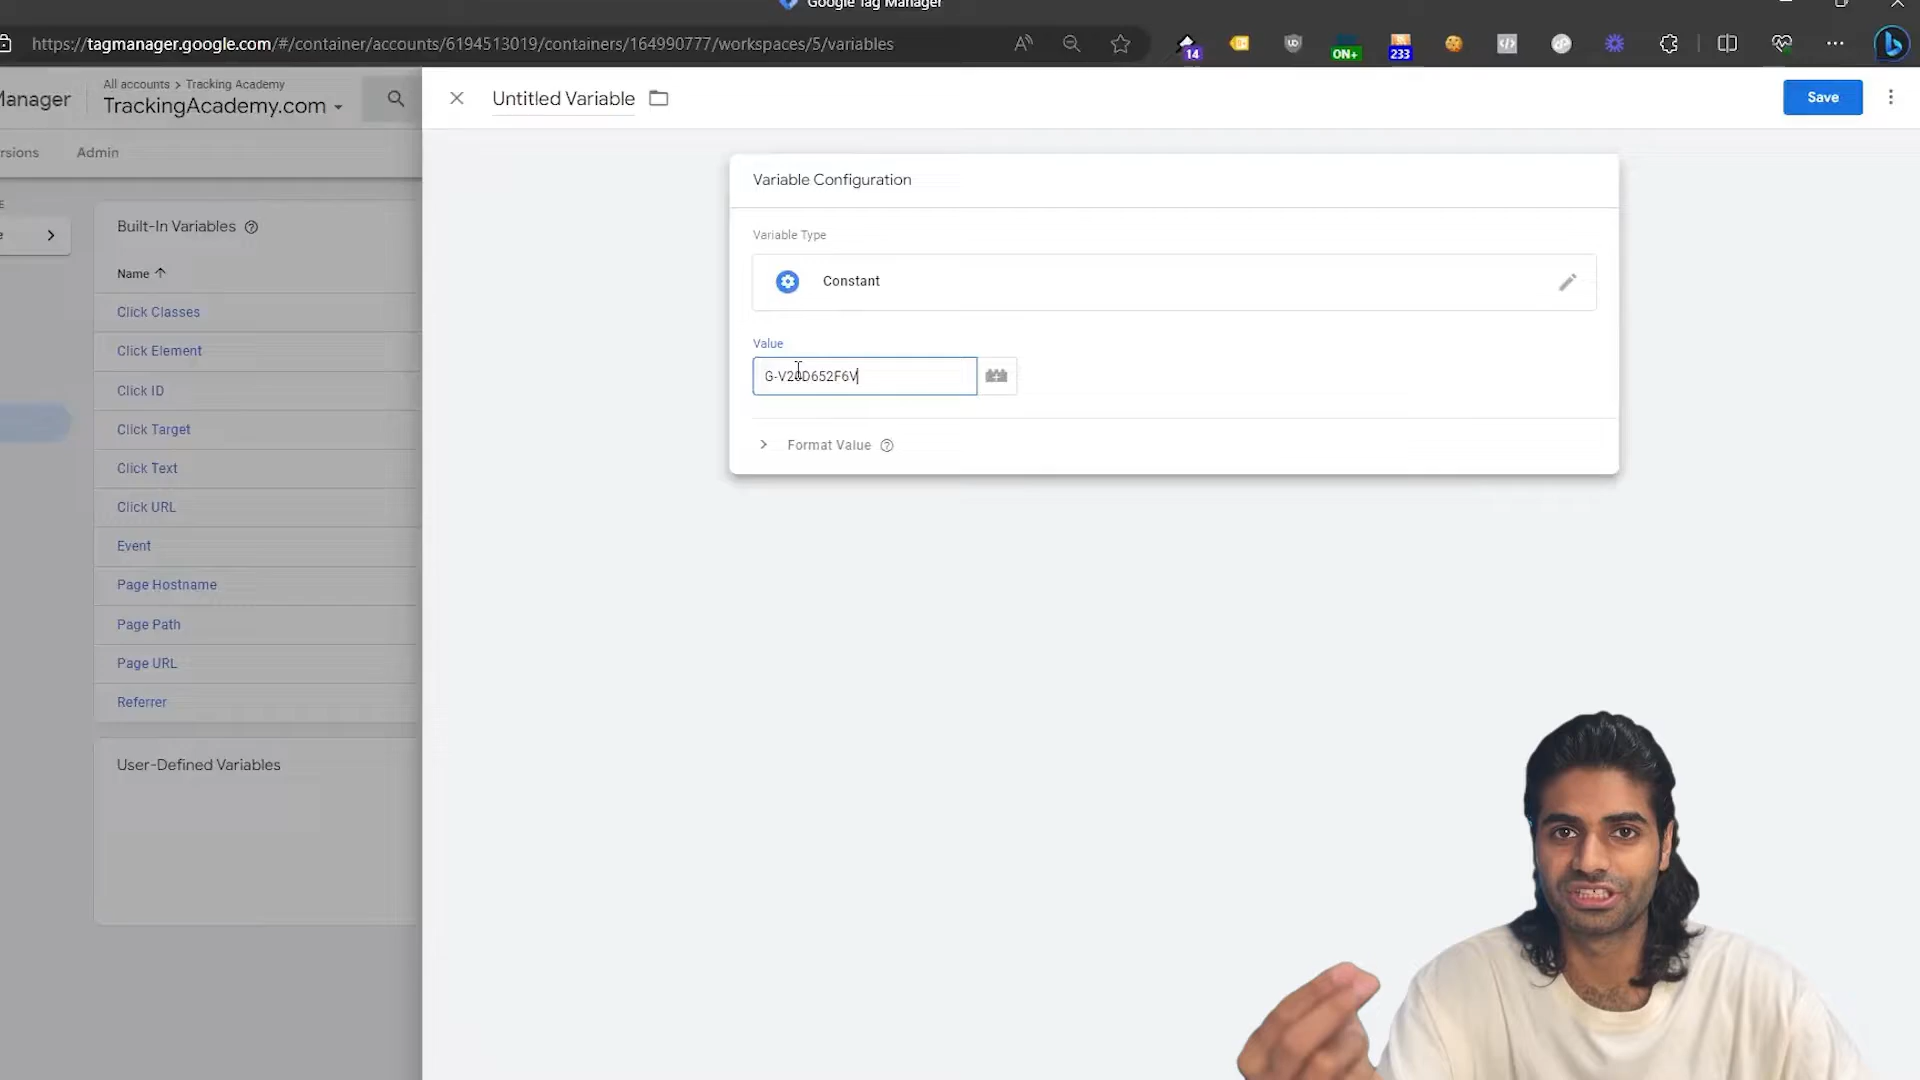 Google Tag Manager
https://tagmanager.google.com/#/container/accounts/6194513019/containers/164990777/workspaces/5/variables
14
ON+
233
Manager
All accounts > Tracking Academy
TrackingAcademy.com
Untitled Variable
Save
rsions
Admin
Variable Configuration
Variable Type
Constant
Value
G-V20D652F6V
Format Value
Built-In Variables
Name
Click Classes
Click Element
Click ID
Click Target
Click Text
Click URL
Event
Page Hostname
Page Path
Page URL
Referrer
User-Defined Variables